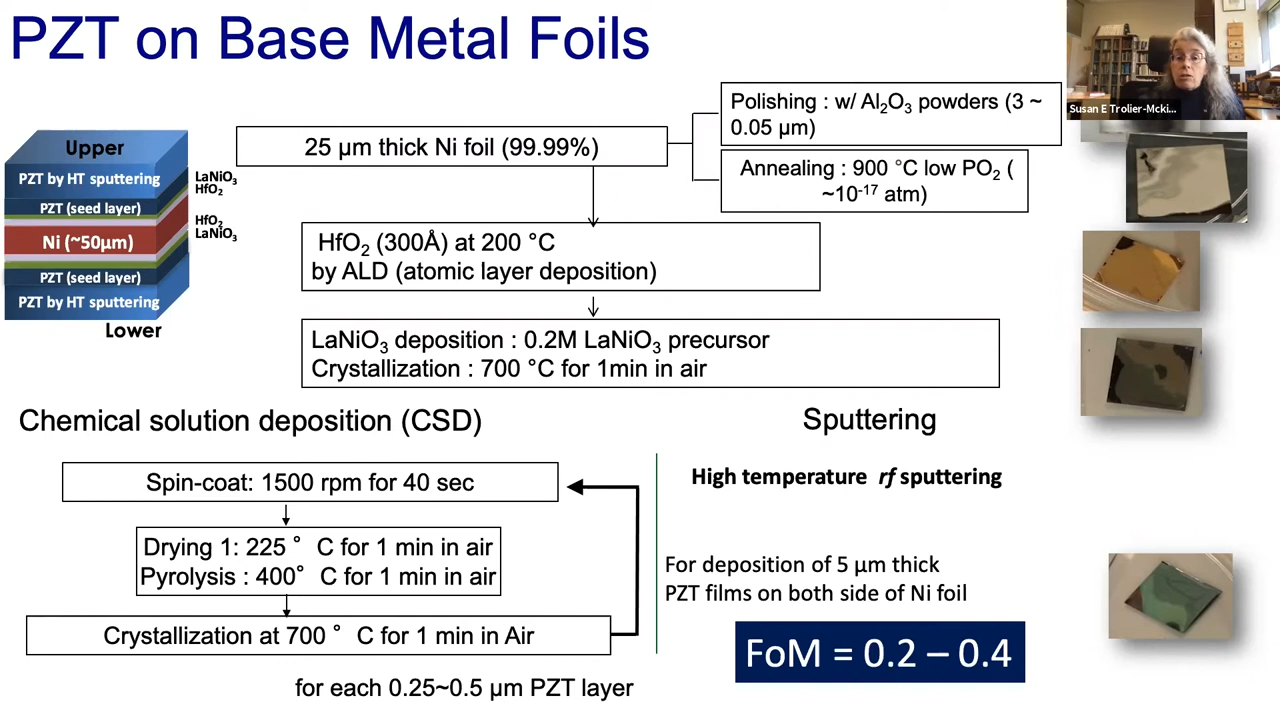 PZT on Base Metal Foils
Susan E Trolier-Mcki...
25 µm thick Ni foil (99.99%)
Polishing : w/ Al₂O₃ powders (3 ~
0.05 µm)
Annealing : 900 °C low PO₂ (
~10⁻¹⁷ atm)
Upper
PZT by HT sputtering
PZT (seed layer)
Ni (~50µm)
PZT (seed layer)
PZT by HT sputtering
Lower
LaNiO₃
HfO₂
HfO₂
LaNiO₃
HfO₂ (300Å) at 200 °C
by ALD (atomic layer deposition)
LaNiO₃ deposition : 0.2M LaNiO₃ precursor
Crystallization : 700 °C for 1min in air
Chemical solution deposition (CSD)
Spin-coat: 1500 rpm for 40 sec
Drying 1: 225 ° C for 1 min in air
Pyrolysis : 400° C for 1 min in air
Crystallization at 700 ° C for 1 min in Air
for each 0.25~0.5 µm PZT layer
Sputtering
High temperature rf sputtering
For deposition of 5 µm thick
PZT films on both side of Ni foil
FoM = 0.2 – 0.4